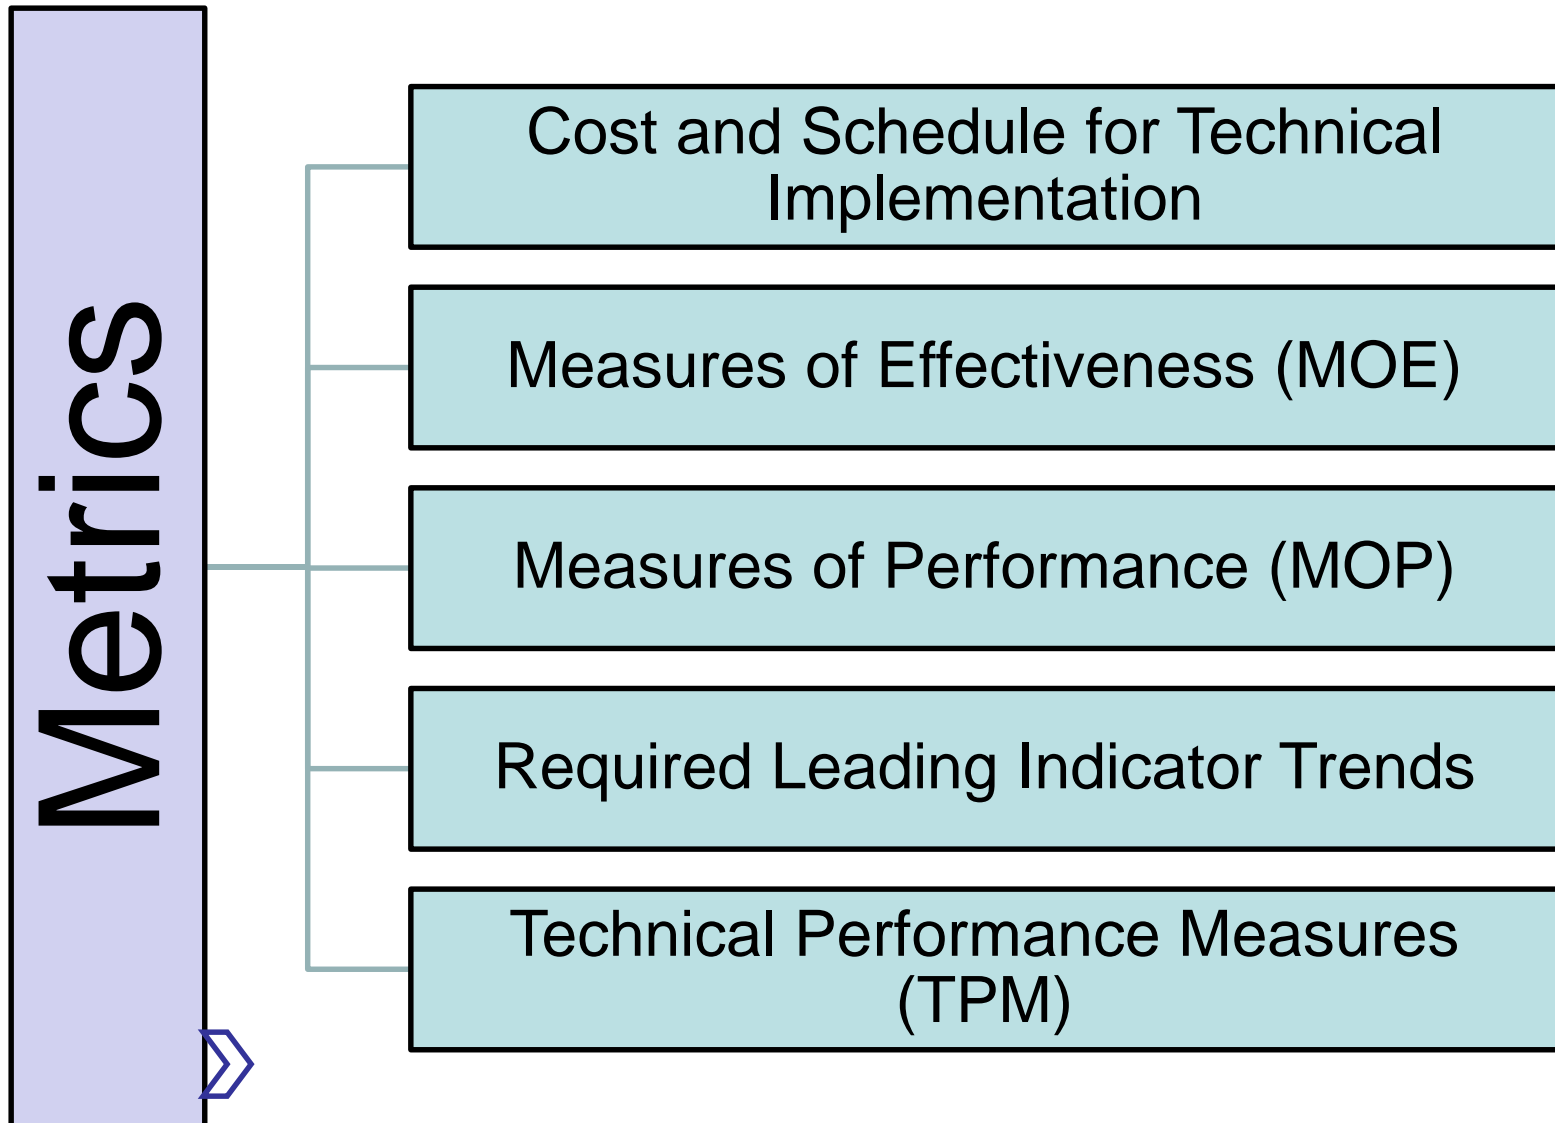 Metrics
Cost and Schedule for Technical
Implementation
Measures of Effectiveness (MOE)
Measures of Performance (MOP)
Required Leading Indicator Trends
Technical Performance Measures
(TPM)